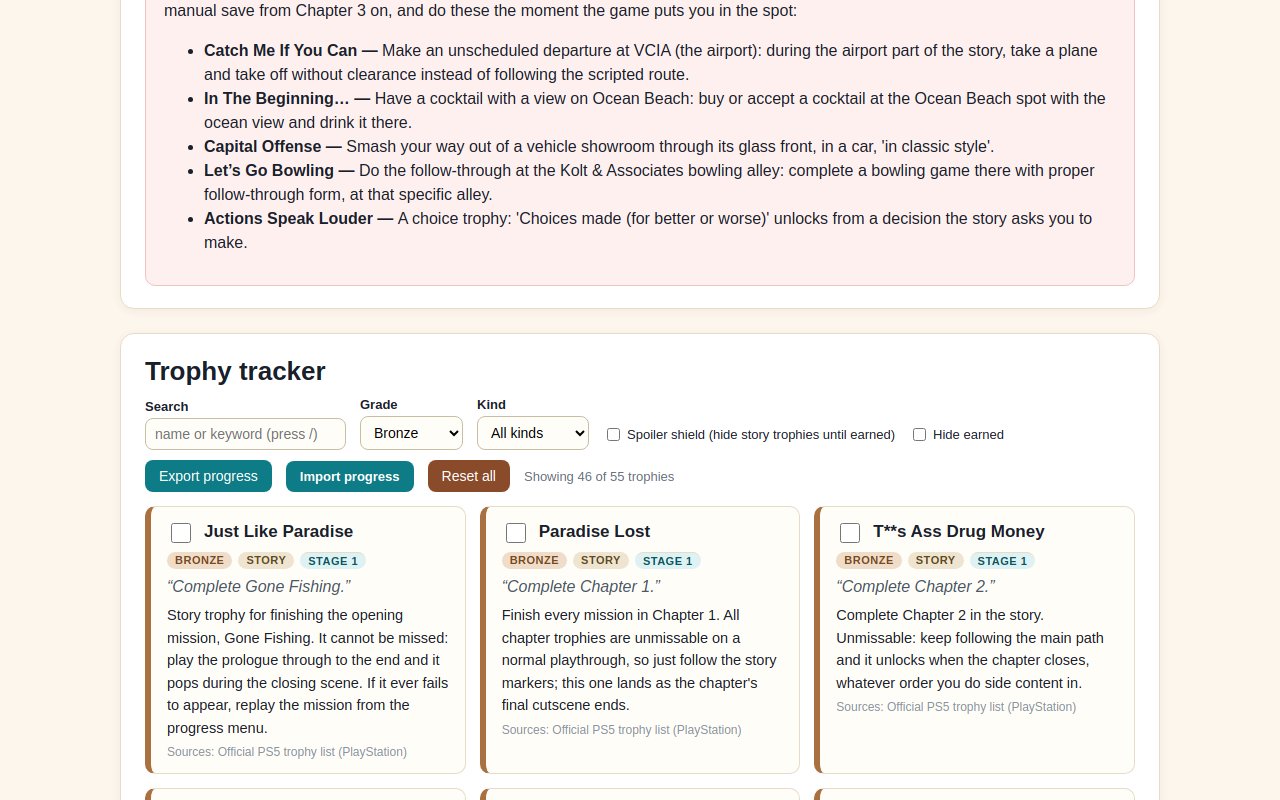 manual save from Chapter 3 on, and do these the moment the game puts you in the spot:
Catch Me If You Can — Make an unscheduled departure at VCIA (the airport): during the airport part of the story, take a plane
and take off without clearance instead of following the scripted route.
In The Beginning… — Have a cocktail with a view on Ocean Beach: buy or accept a cocktail at the Ocean Beach spot with the
ocean view and drink it there.
Capital Offense — Smash your way out of a vehicle showroom through its glass front, in a car, 'in classic style'.
Let’s Go Bowling — Do the follow-through at the Kolt & Associates bowling alley: complete a bowling game there with proper
follow-through form, at that specific alley.
Actions Speak Louder — A choice trophy: 'Choices made (for better or worse)' unlocks from a decision the story asks you to
make.
Trophy tracker
Search
Grade
Kind
name or keyword (press /)
Bronze
All kinds
Spoiler shield (hide story trophies until earned)
Hide earned
Export progress
Import progress
Reset all
Showing 46 of 55 trophies
Just Like Paradise
BRONZE STORY STAGE 1
“Complete Gone Fishing.”
Story trophy for finishing the opening
mission, Gone Fishing. It cannot be missed:
play the prologue through to the end and it
pops during the closing scene. If it ever fails
to appear, replay the mission from the
progress menu.
Sources: Official PS5 trophy list (PlayStation)
Paradise Lost
BRONZE STORY STAGE 1
“Complete Chapter 1.”
Finish every mission in Chapter 1. All
chapter trophies are unmissable on a
normal playthrough, so just follow the story
markers; this one lands as the chapter's
final cutscene ends.
Sources: Official PS5 trophy list (PlayStation)
T**s Ass Drug Money
BRONZE STORY STAGE 1
“Complete Chapter 2.”
Complete Chapter 2 in the story.
Unmissable: keep following the main path
and it unlocks when the chapter closes,
whatever order you do side content in.
Sources: Official PS5 trophy list (PlayStation)